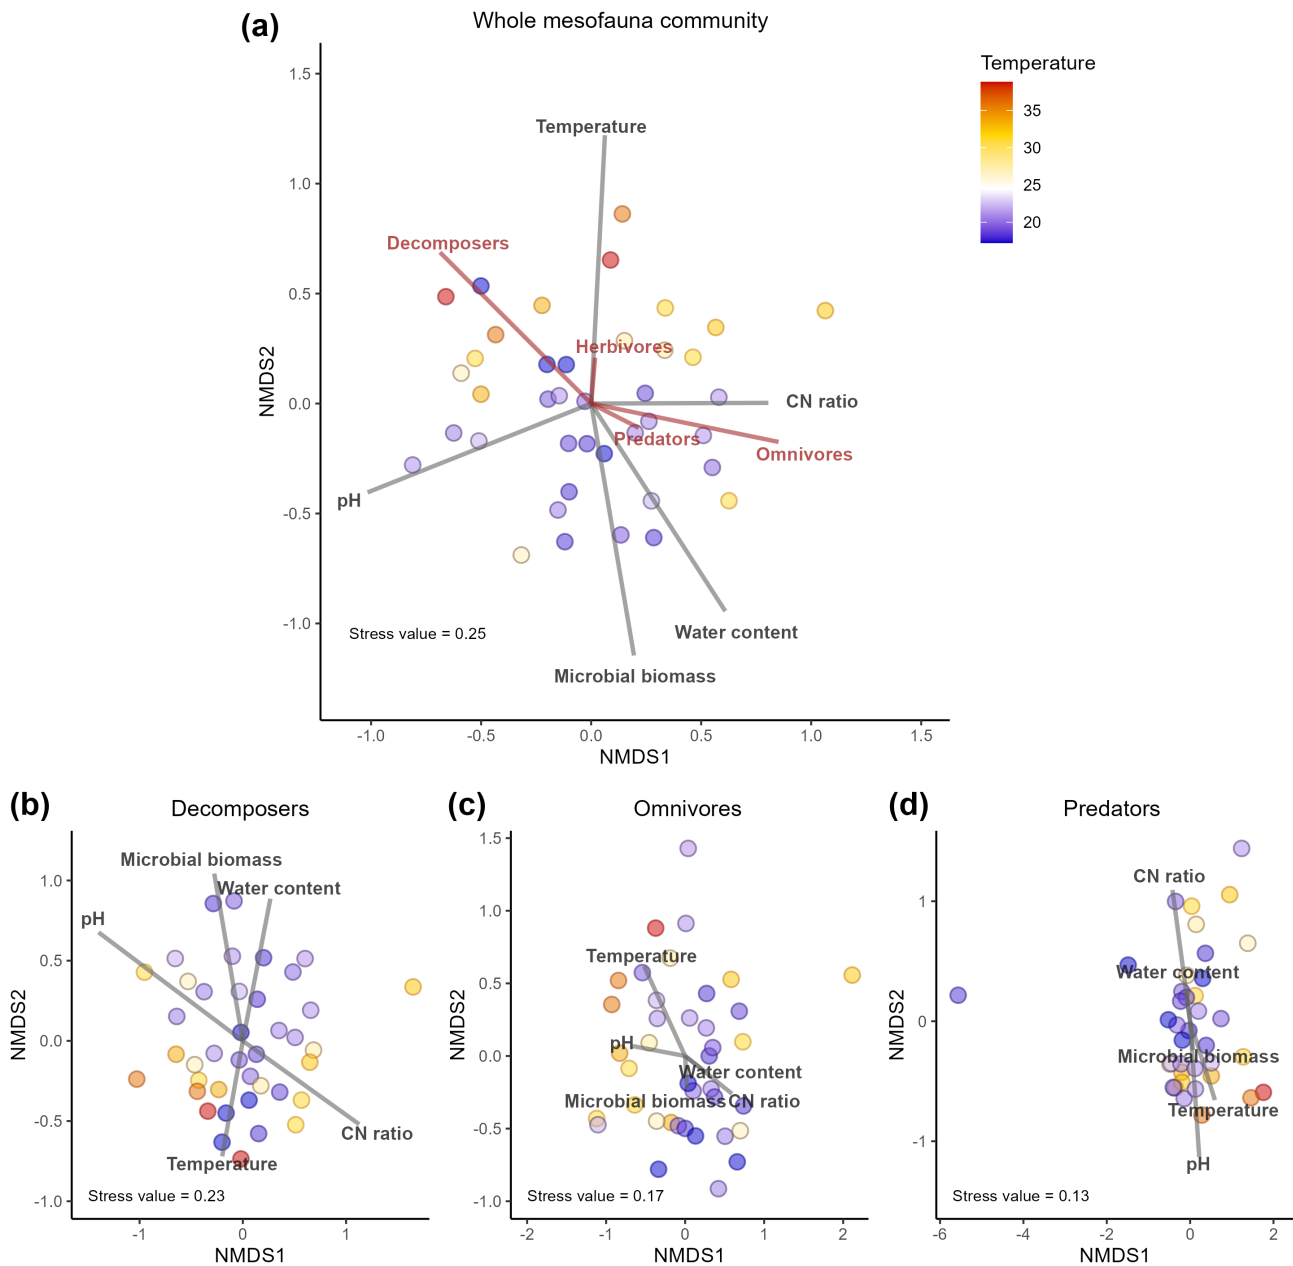 (a)
Whole mesofauna community
Temperature
35
30
25
20
1.5
1.0
0.5
0.0
-0.5
-1.0
NMDS2
Temperature
Decomposers
Herbivores
CN ratio
Predators
Omnivores
pH
Water content
Microbial biomass
Stress value = 0.25
-1.0 -0.5 0.0 0.5 1.0 1.5
NMDS1
(b)
Decomposers
1.0
0.5
0.0
-0.5
-1.0
NMDS2
Microbial biomass
Water content
pH
CN ratio
Temperature
Stress value = 0.23
-1 0 1
NMDS1
(c)
Omnivores
1.5
1.0
0.5
0.0
-0.5
-1.0
NMDS2
Temperature
pH
Water content
Microbial biomass
CN ratio
Stress value = 0.17
-2 -1 0 1 2
NMDS1
(d)
Predators
1
0
-1
NMDS2
CN ratio
Water content
Microbial biomass
Temperature
pH
Stress value = 0.13
-6 -4 -2 0 2
NMDS1